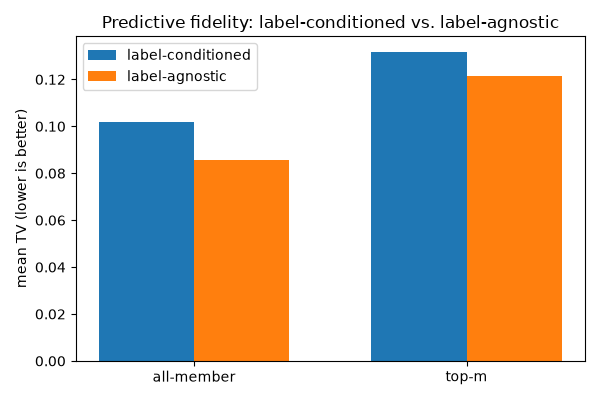 Predictive fidelity: label-conditioned vs. label-agnostic
label-conditioned
label-agnostic
mean TV (lower is better)
0.12
0.10
0.08
0.06
0.04
0.02
0.00
all-member
top-m